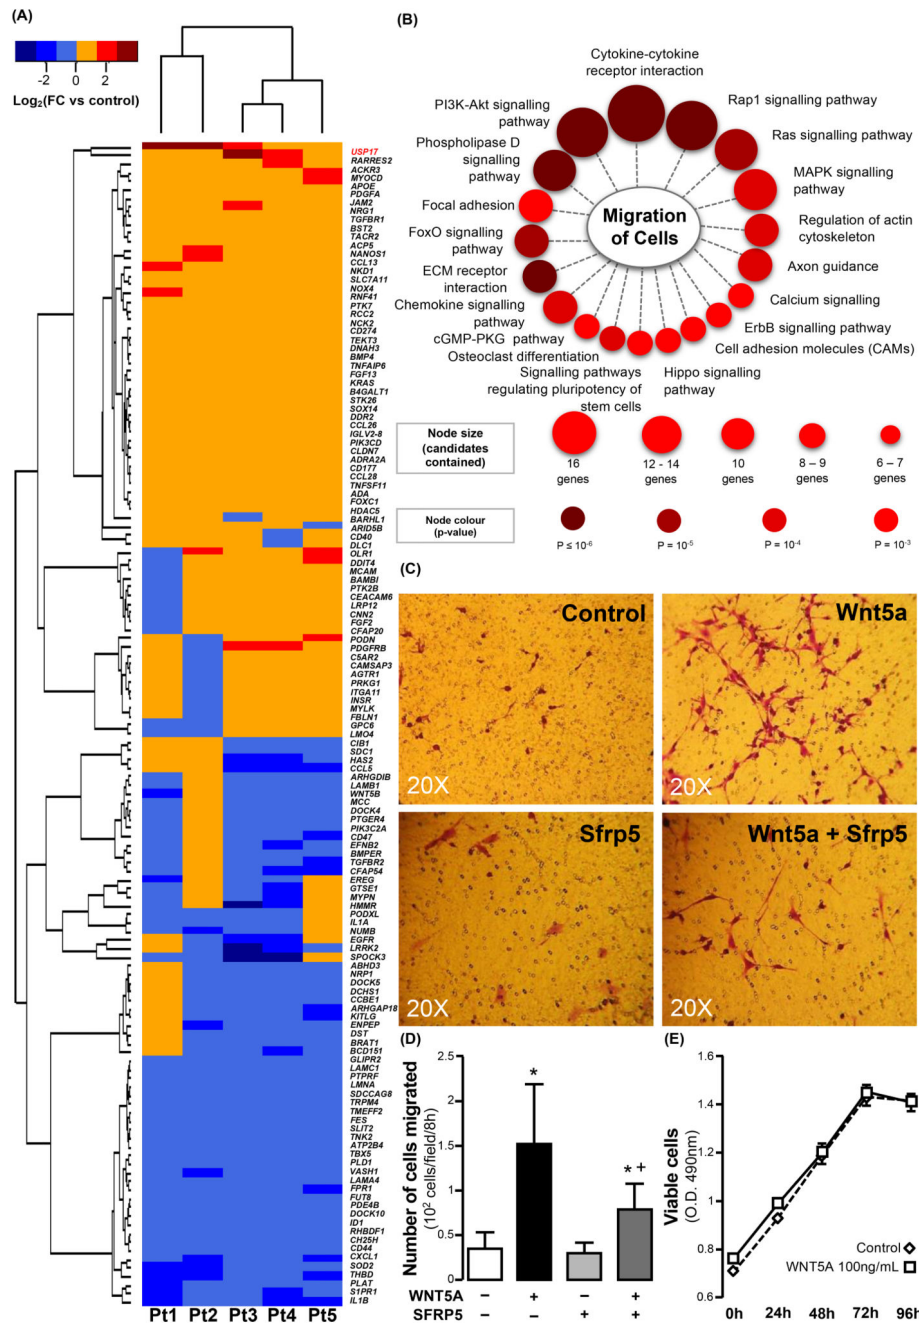 (A)
-2 0 2
Log2(FC vs control)
USP17
RARRES2
ACKR3
MYOCD
APOE
PDGFA
JAM2
NRG1
TGFBR1
BST2
TACR2
ACP5
NANOS1
CCL13
NKD1
SLC7A11
NOX4
RNF41
PTK7
RCC2
NCK2
CD274
TEKT3
DNAH3
BMP4
TNFAIP6
FGF13
KRAS
B4GALT1
STK26
SOX14
DDR2
CCL26
IGLV2-8
PIK3CD
CLDN7
ADRA2A
CD177
CCL28
TNFSF11
ADA
FOXC1
HDAC5
BARHL1
ARID5B
CD40
DLC1
OLR1
DDIT4
MCAM
BAMBI
PTK2B
CEACAM6
LRP12
CNN2
FGF2
CFAP20
PODN
PDGFRB
C5AR2
CAMSAP3
AGTR1
PRKG1
ITGA11
INSR
MYLK
FBLN1
GPC6
LMO4
CIB1
SDC1
HAS2
CCL5
ARHGDIB
LAMB1
WNT5B
MCC
DOCK4
PTGER4
PIK3C2A
CD47
EFNB2
BMPER
TGFBR2
CFAP54
EREG
GTSE1
MYPN
HMMR
PODXL
IL1A
NUMB
EGFR
LRRK2
SPOCK3
ABHD3
NRP1
DOCK5
DCHS1
CCBE1
ARHGAP18
KITLG
ENPEP
DST
BRAT1
BCD151
GLIPR2
LAMC1
PTPRF
LMNA
SDCCAG8
TRPM4
TMEFF2
FES
SLIT2
TNK2
ATP2B4
TBX5
PLD1
VASH1
LAMA4
FPR1
FUT8
PDE4B
DOCK10
ID1
RHBDF1
CH25H
CD44
CXCL1
SOD2
THBD
PLAT
S1PR1
IL1B
Pt1 Pt2 Pt3 Pt4 Pt5
(B)
Cytokine-cytokine
receptor interaction
Rap1 signalling pathway
Ras signalling pathway
MAPK signalling
pathway
Regulation of actin
cytoskeleton
Axon guidance
Calcium signalling
ErbB signalling pathway
Cell adhesion molecules (CAMs)
Hippo signalling
pathway
Signalling pathways
regulating pluripotency of
stem cells
Osteoclast differentiation
cGMP-PKG pathway
Chemokine signalling
pathway
ECM receptor
interaction
FoxO signalling
pathway
Focal adhesion
Phospholipase D
signalling
pathway
PI3K-Akt signalling
pathway
Migration
of Cells
Node size
(candidates
contained)
16
genes
12 - 14
genes
10
genes
8 – 9
genes
6 – 7
genes
Node colour
(p-value)
P ≤ 10-6
P = 10-5
P = 10-4
P = 10-3
(C)
Control
20X
Wnt5a
20X
Sfrp5
20X
Wnt5a + Sfrp5
20X
(D)
Number of cells migrated
(10² cells/field/8h)
2.5
2
1.5
1
0.5
0
*
* +
WNT5A – + – +
SFRP5 – – + +
(E)
Viable cells
(O.D. 490nm)
1.6
1.4
1.2
1.0
0.8
0.6
Control
WNT5A 100ng/mL
0h 24h 48h 72h 96h